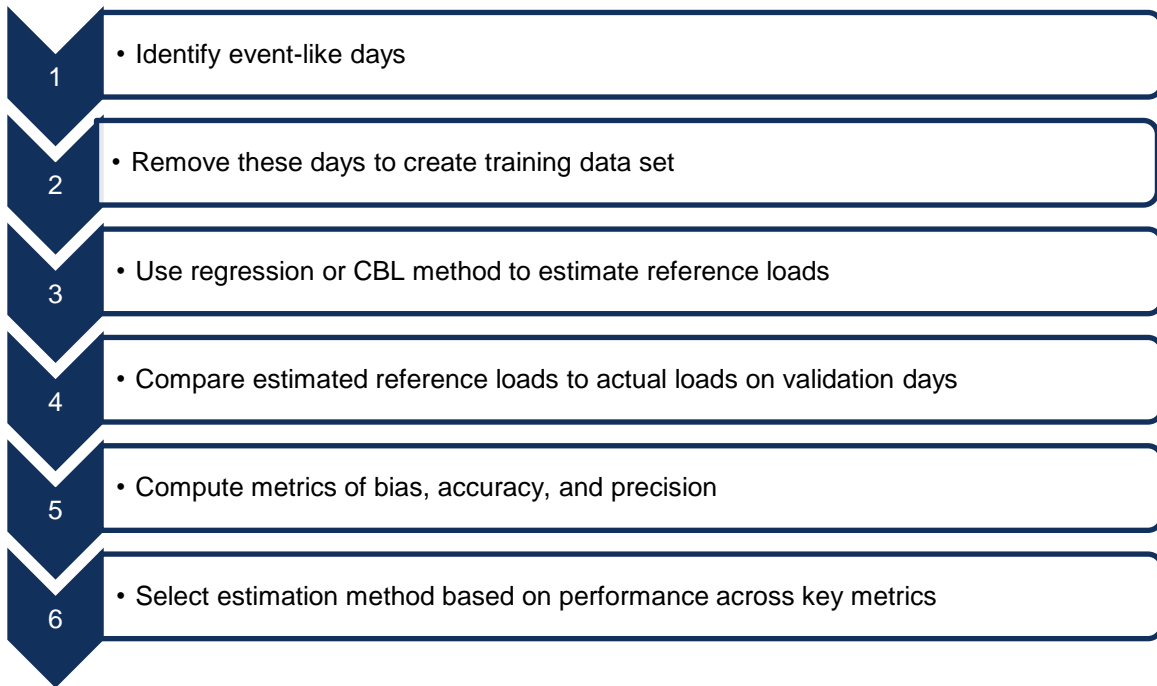 1
• Identify event-like days
2
• Remove these days to create training data set
3
• Use regression or CBL method to estimate reference loads
4
• Compare estimated reference loads to actual loads on validation days
5
• Compute metrics of bias, accuracy, and precision
6
• Select estimation method based on performance across key metrics